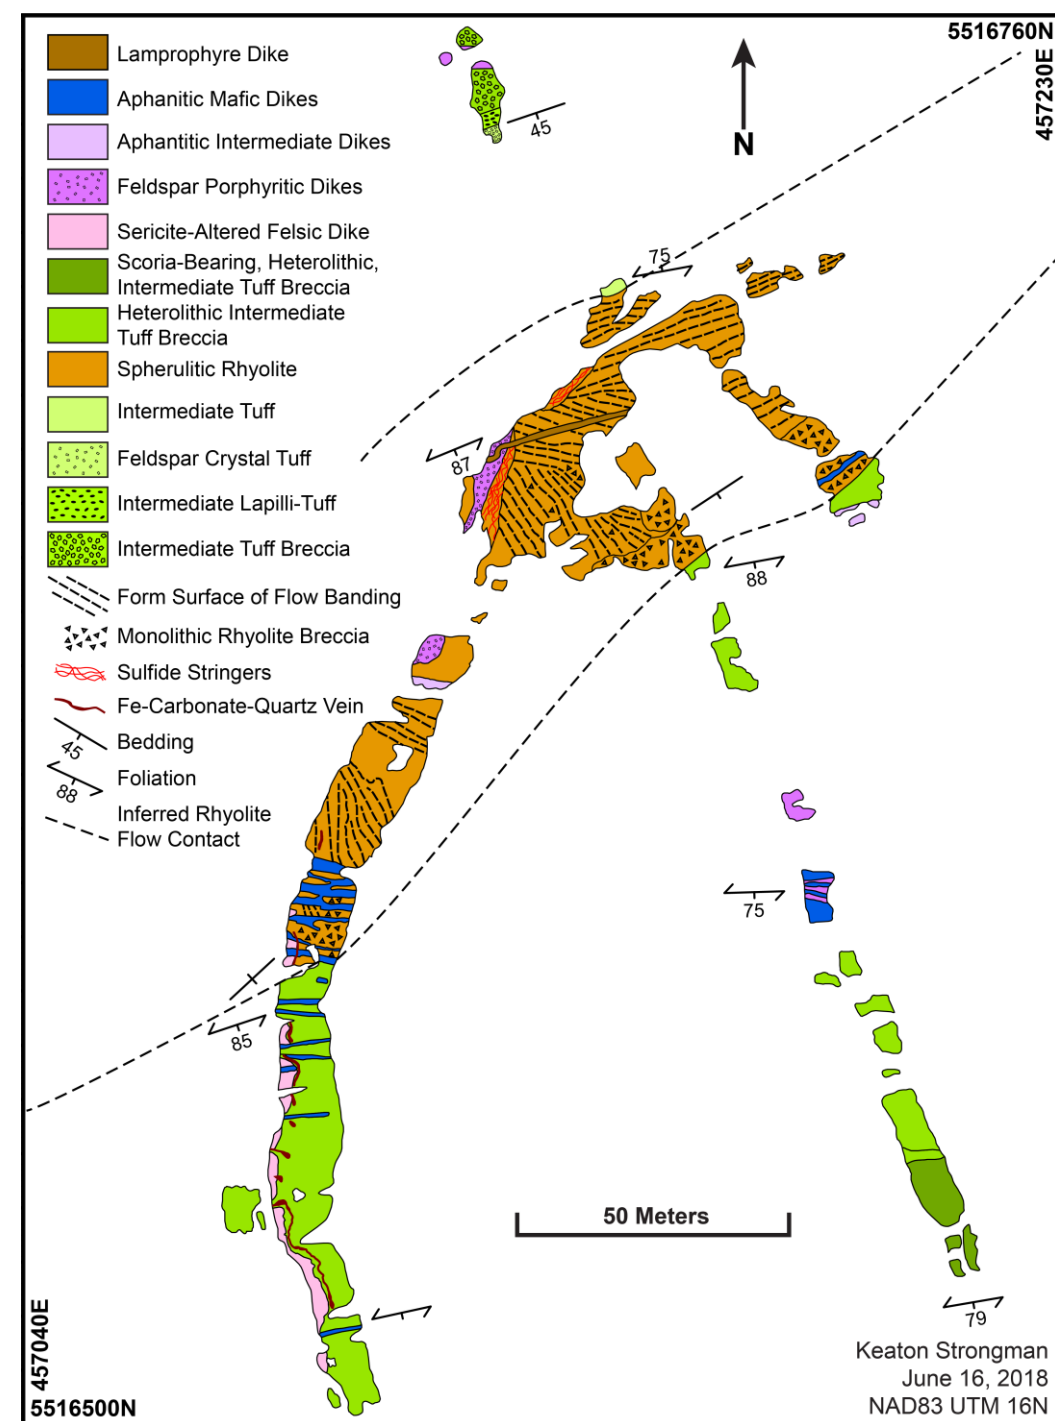 5516760N
457230E
Lamprophyre Dike
Aphanitic Mafic Dikes
Aphantitic Intermediate Dikes
Feldspar Porphyritic Dikes
Sericite-Altered Felsic Dike
Scoria-Bearing, Heterolithic,
Intermediate Tuff Breccia
Heterolithic Intermediate
Tuff Breccia
Spherulitic Rhyolite
Intermediate Tuff
Feldspar Crystal Tuff
Intermediate Lapilli-Tuff
Intermediate Tuff Breccia
Form Surface of Flow Banding
Monolithic Rhyolite Breccia
Sulfide Stringers
Fe-Carbonate-Quartz Vein
45
Bedding
88
Foliation
Inferred Rhyolite
Flow Contact
N
45
75
87
88
75
85
50 Meters
79
457040E
5516500N
Keaton Strongman
June 16, 2018
NAD83 UTM 16N